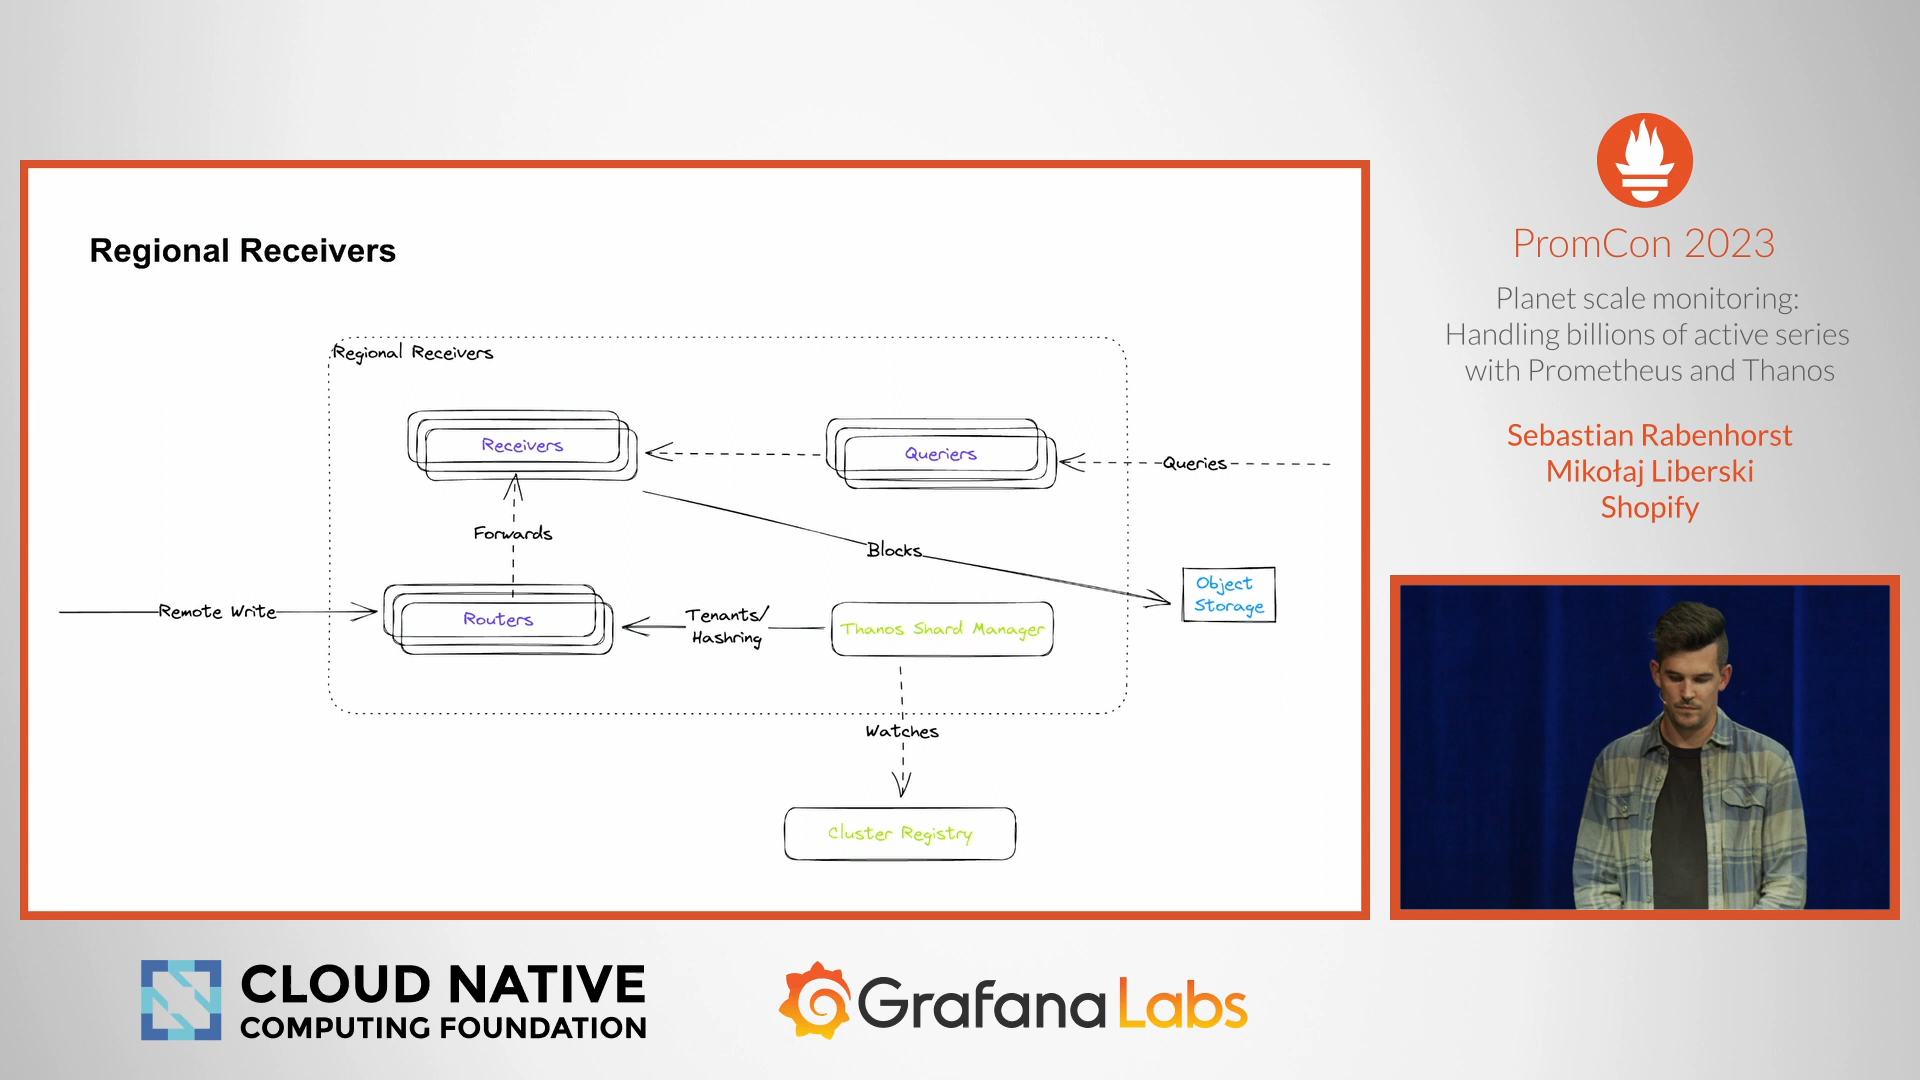 Regional Receivers
Regional Receivers
Receivers
Queriers
Queries
Forwards
Blocks
Object
Storage
Remote Write
Routers
Tenants/
Hashring
Thanos Shard Manager
Watches
Cluster Registry
PromCon 2023
Planet scale monitoring:
Handling billions of active series
with Prometheus and Thanos
Sebastian Rabenhorst
Mikołaj Liberski
Shopify
CLOUD NATIVE
COMPUTING FOUNDATION
Grafana Labs